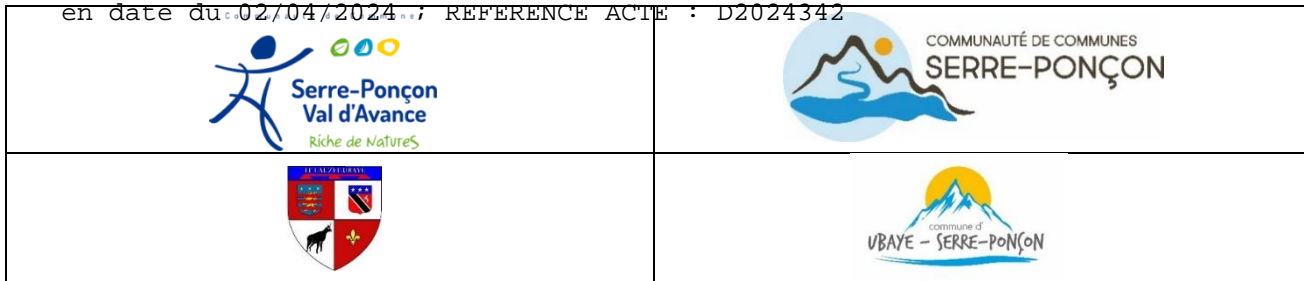 en date du 02/04/2024 ; REFERENCE ACTE : D2024342
Serre-Ponçon
Val d'Avance
Riche de NatureS
COMMUNAUTÉ DE COMMUNES
SERRE-PONÇON
commune d'
UBAYE – SERRE-PONÇON